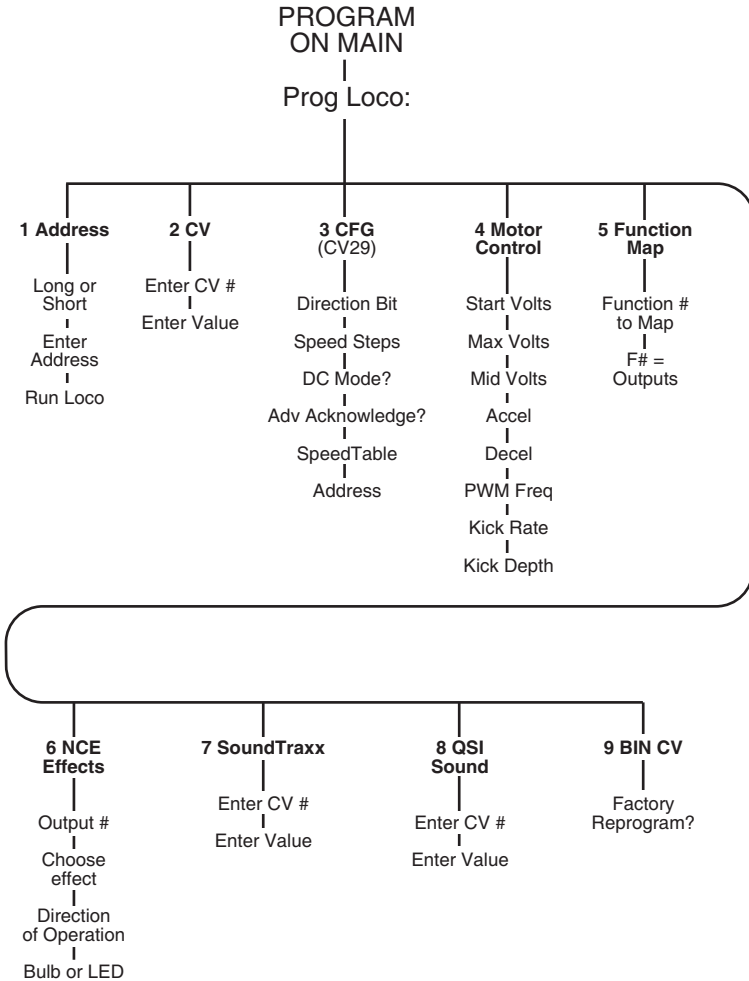 PROGRAM
ON MAIN
Prog Loco:
1 Address
Long or
Short
Enter
Address
Run Loco
2 CV
Enter CV #
Enter Value
3 CFG
(CV29)
Direction Bit
Speed Steps
DC Mode?
Adv Acknowledge?
SpeedTable
Address
4 Motor
Control
Start Volts
Max Volts
Mid Volts
Accel
Decel
PWM Freq
Kick Rate
Kick Depth
5 Function
Map
Function #
to Map
F# =
Outputs
6 NCE
Effects
Output #
Choose
effect
Direction
of Operation
Bulb or LED
7 SoundTraxx
Enter CV #
Enter Value
8 QSI
Sound
Enter CV #
Enter Value
9 BIN CV
Factory
Reprogram?